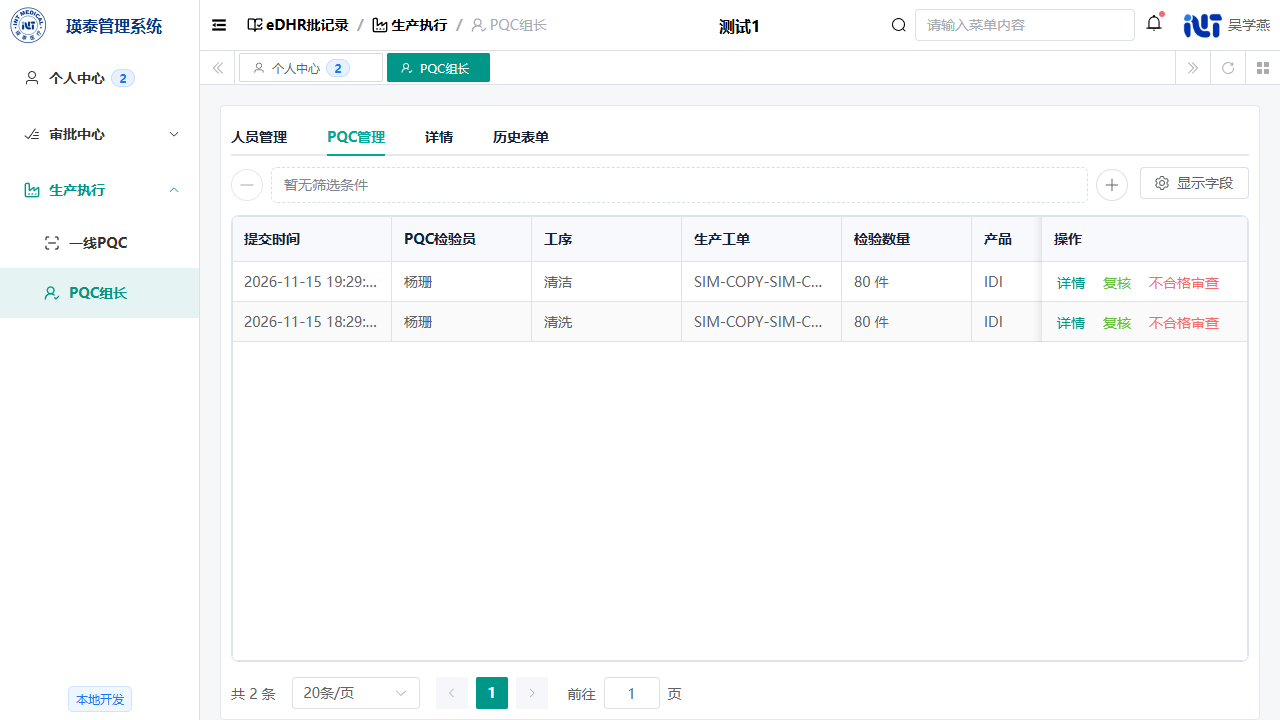 瑛泰管理系统
eDHR批记录 / 生产执行 / PQC组长
测试1
请输入菜单内容
吴学燕
个人中心 2
审批中心
生产执行
一线PQC
PQC组长
本地开发
个人中心 2
PQC组长
人员管理 PQC管理 详情 历史表单
暂无筛选条件
显示字段
提交时间 PQC检验员 工序 生产工单 检验数量 产品 操作
2026-11-15 19:29:... 杨珊 清洁 SIM-COPY-SIM-C... 80 件 IDI 详情 复核 不合格审查
2026-11-15 18:29:... 杨珊 清洗 SIM-COPY-SIM-C... 80 件 IDI 详情 复核 不合格审查
共 2 条 20条/页 1 前往 1 页